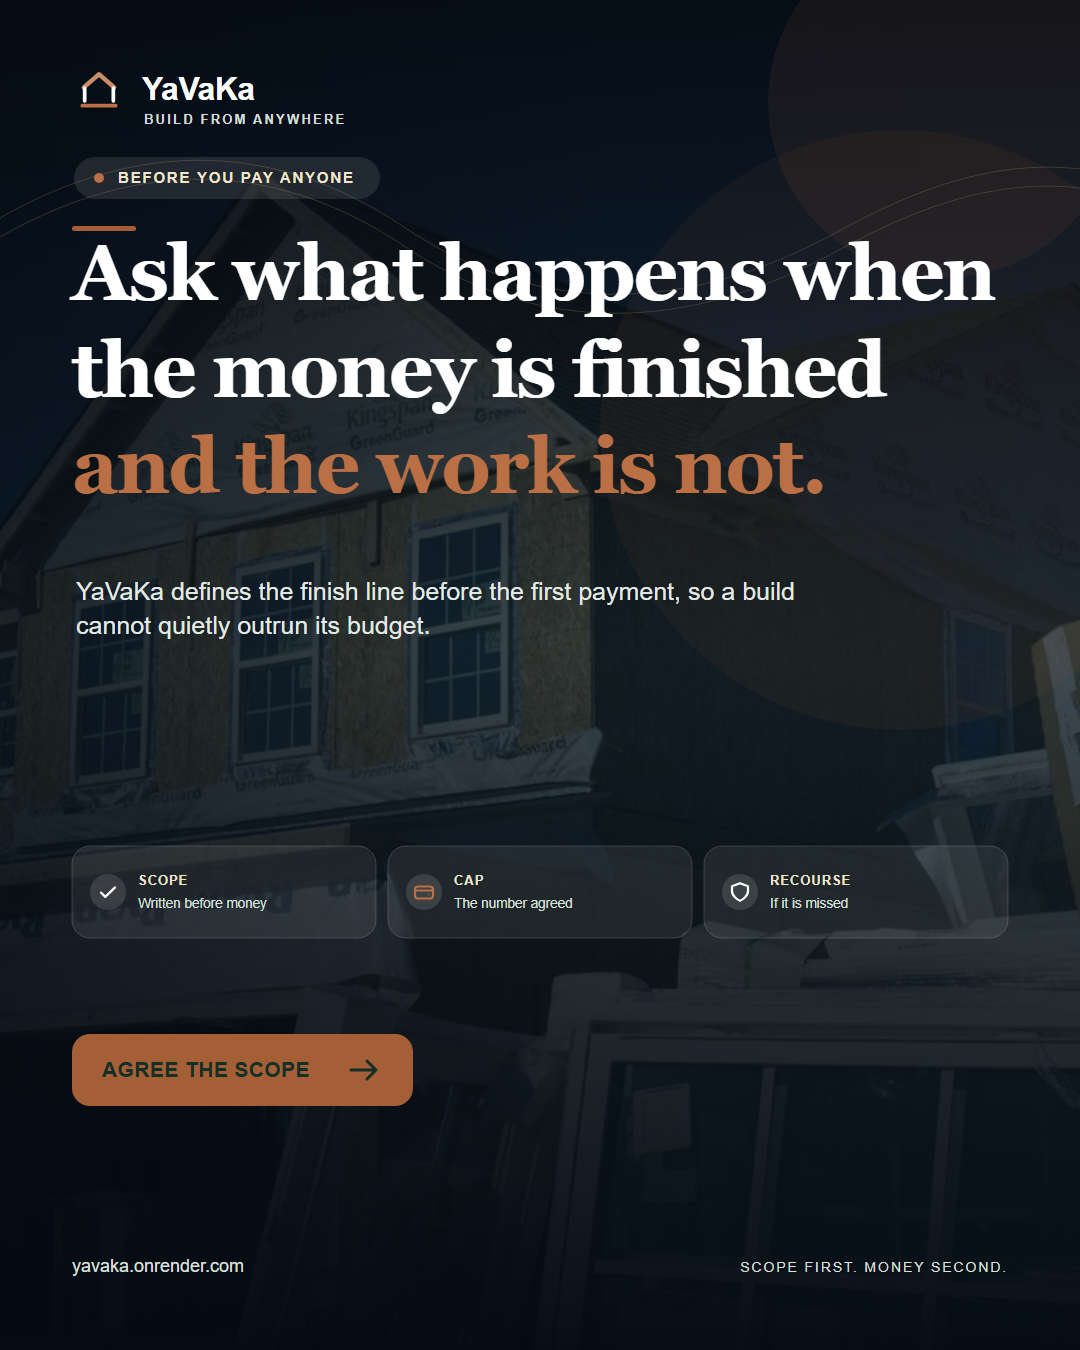 YaVaKa
BUILD FROM ANYWHERE
BEFORE YOU PAY ANYONE
Ask what happens when
the money is finished
and the work is not.
Kingspan
GreenGuard
YaVaKa defines the finish line before the first payment, so a build
cannot quietly outrun its budget.
GreenGuard
SCOPE
Written before money
CAP
The number agreed
RECOURSE
If it is missed
AGREE THE SCOPE
yavaka.onrender.com
SCOPE FIRST. MONEY SECOND.